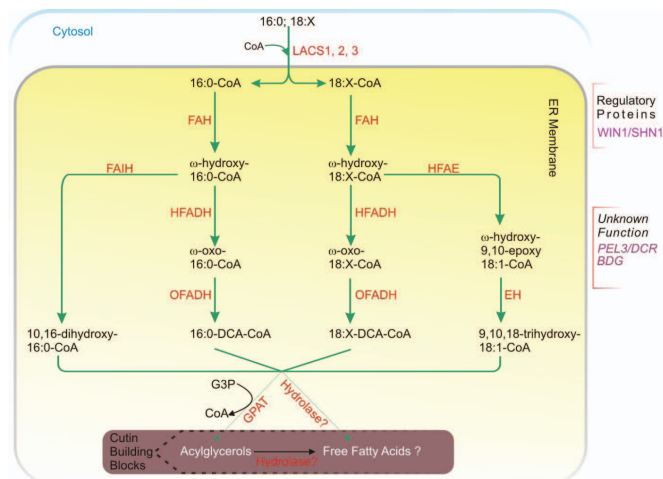 16:0; 18:X
Cytosol
CoA
LACS1, 2, 3
16:0-CoA
18:X-CoA
FAH
FAH
ER Membrane
Regulatory
Proteins
WIN1/SHN1
FAIH
ω-hydroxy-
16:0-CoA
ω-hydroxy-
18:X-CoA
HFAE
HFADH
HFADH
ω-oxo-
16:0-CoA
ω-oxo-
18:X-CoA
ω-hydroxy-
9,10-epoxy
18:1-CoA
Unknown
Function
PEL3/DCR
BDG
OFADH
OFADH
EH
10,16-dihydroxy-
16:0-CoA
16:0-DCA-CoA
18:X-DCA-CoA
9,10,18-trihydroxy-
18:1-CoA
G3P
CoA
GPAT
Hydrolase?
Cutin
Building
Blocks
Acylglycerols
Free Fatty Acids ?
Hydrolase?